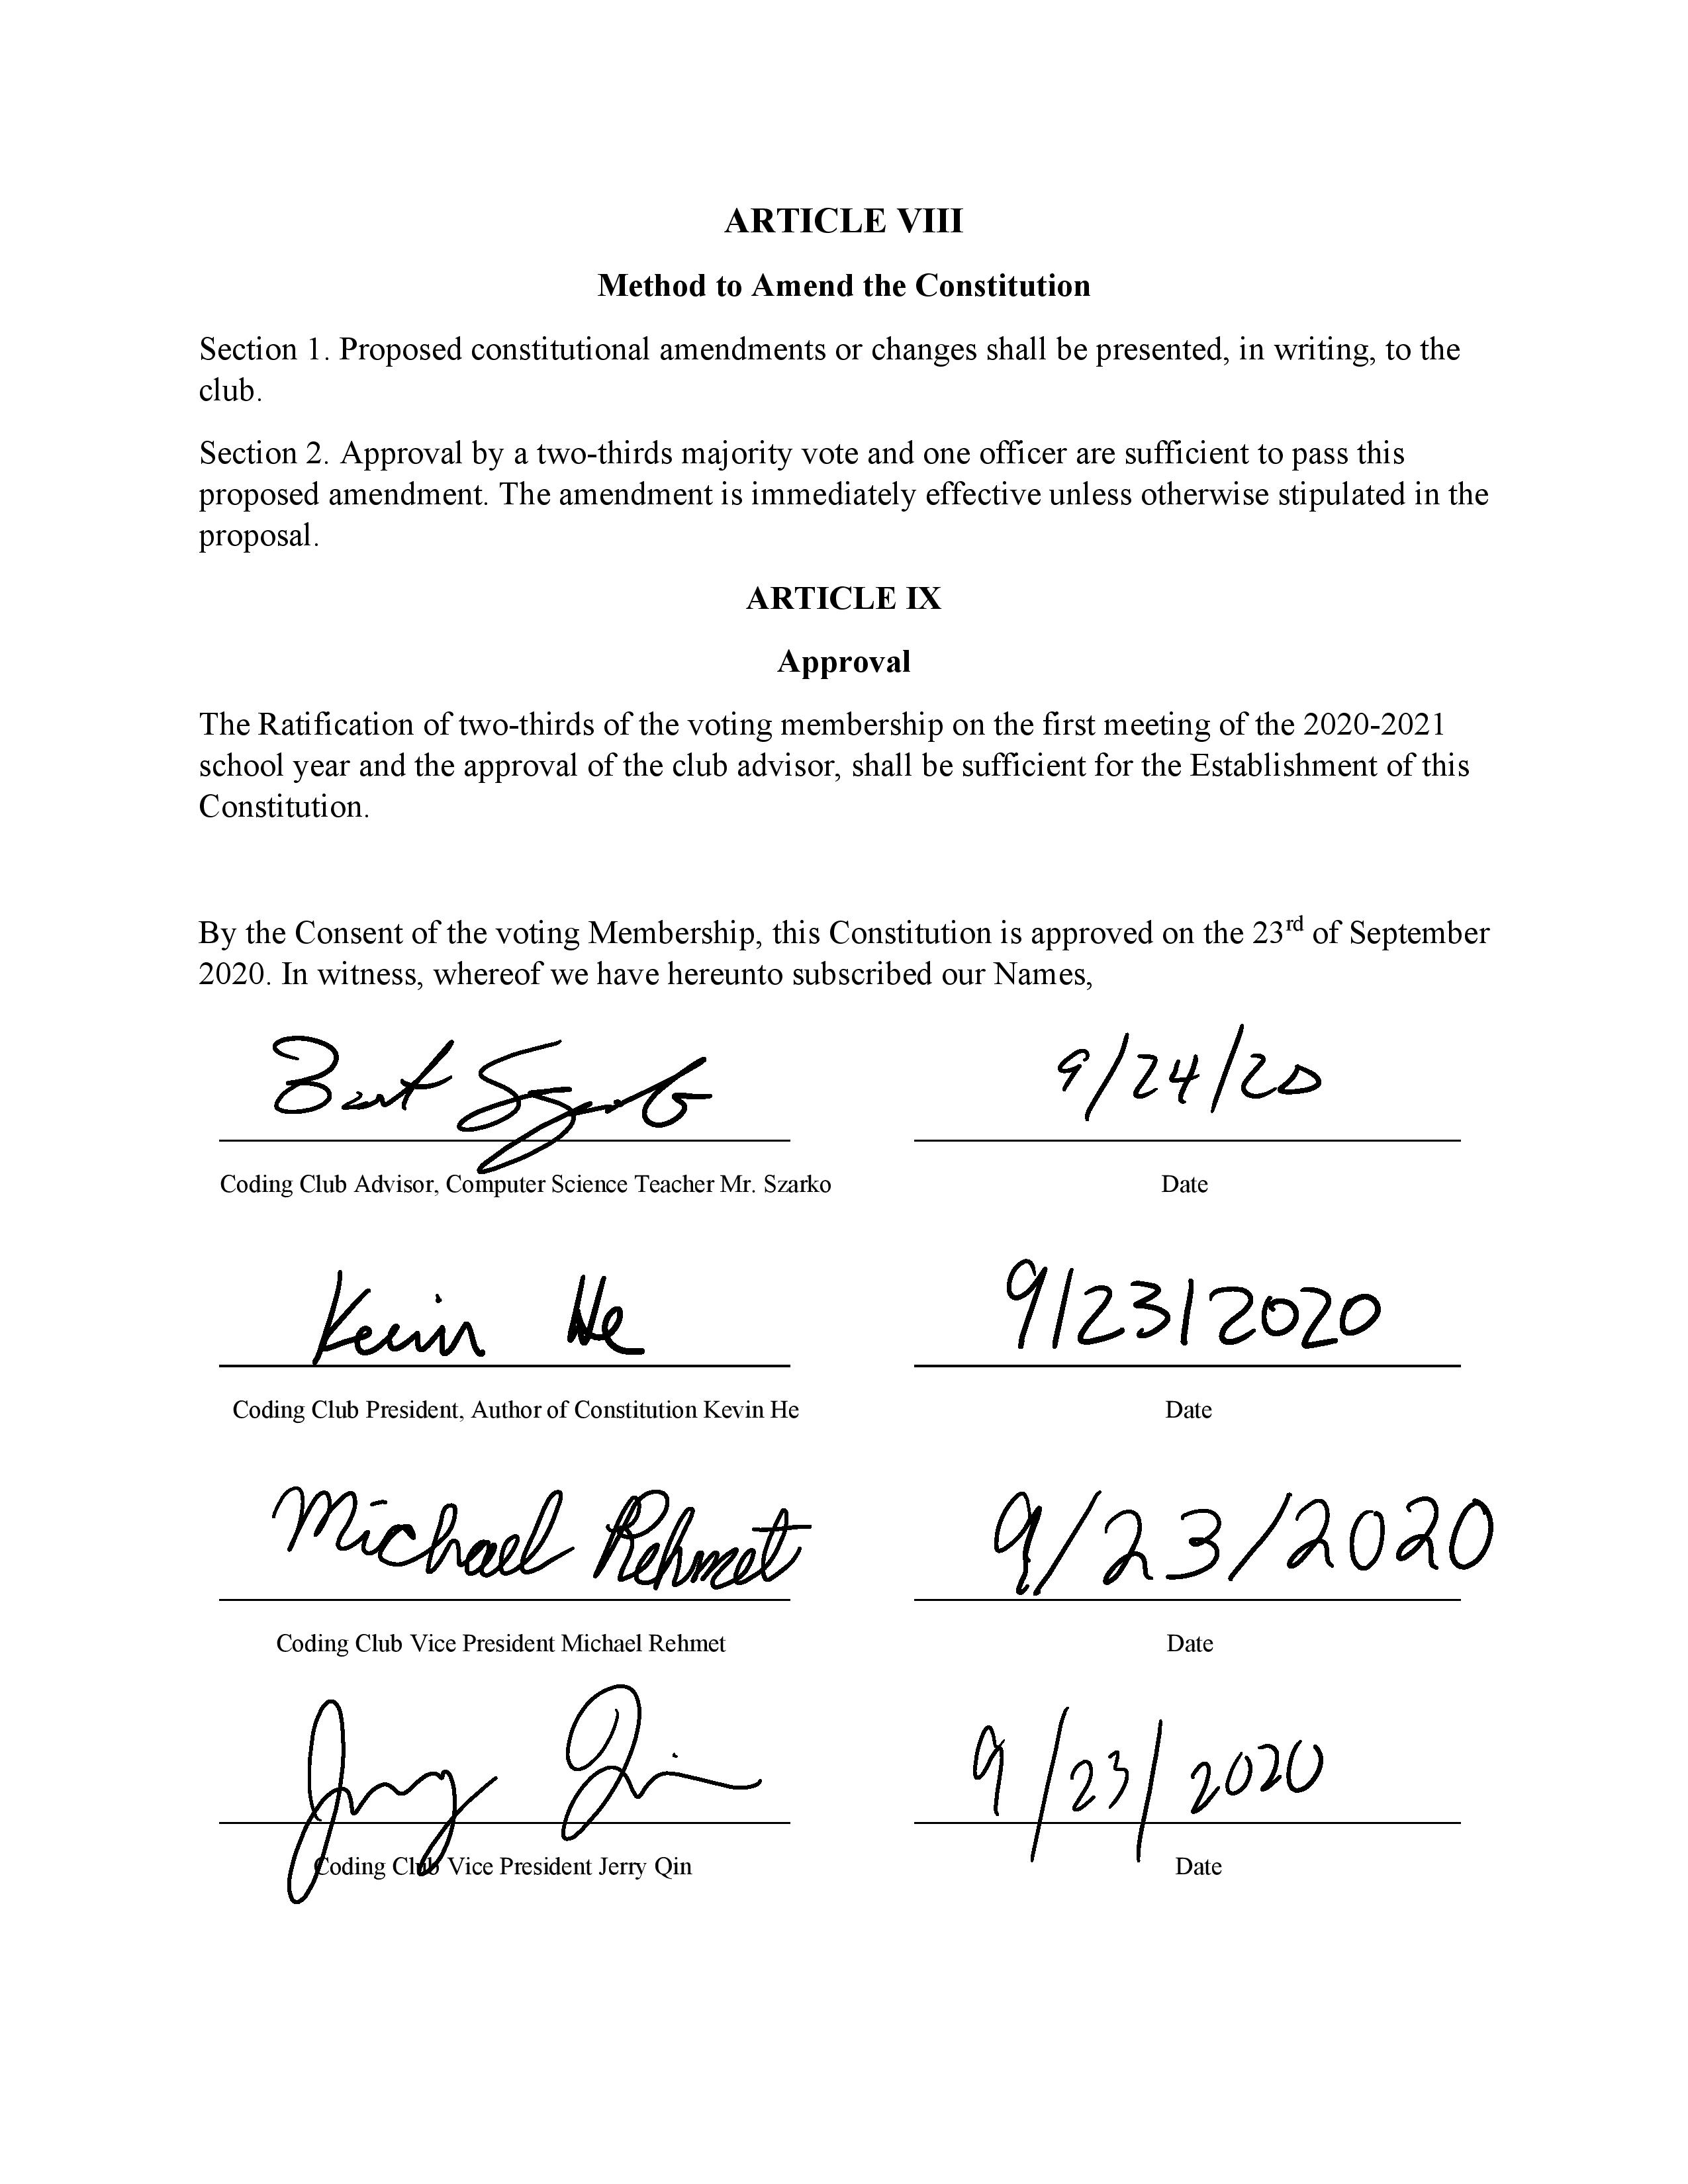 ARTICLE VIII
Method to Amend the Constitution
Section 1. Proposed constitutional amendments or changes shall be presented, in writing, to the
club.
Section 2. Approval by a two-thirds majority vote and one officer are sufficient to pass this
proposed amendment. The amendment is immediately effective unless otherwise stipulated in the
proposal.
ARTICLE IX
Approval
The Ratification of two-thirds of the voting membership on the first meeting of the 2020-2021
school year and the approval of the club advisor, shall be sufficient for the Establishment of this
Constitution.
By the Consent of the voting Membership, this Constitution is approved on the 23rd of September
2020. In witness, whereof we have hereunto subscribed our Names,
Bart Szarko 9/24/20
Coding Club Advisor, Computer Science Teacher Mr. Szarko Date
Kevin He 9/23/2020
Coding Club President, Author of Constitution Kevin He Date
Michael Rehmet 9/23/2020
Coding Club Vice President Michael Rehmet Date
Jerry Qin 9/23/2020
Coding Club Vice President Jerry Qin Date